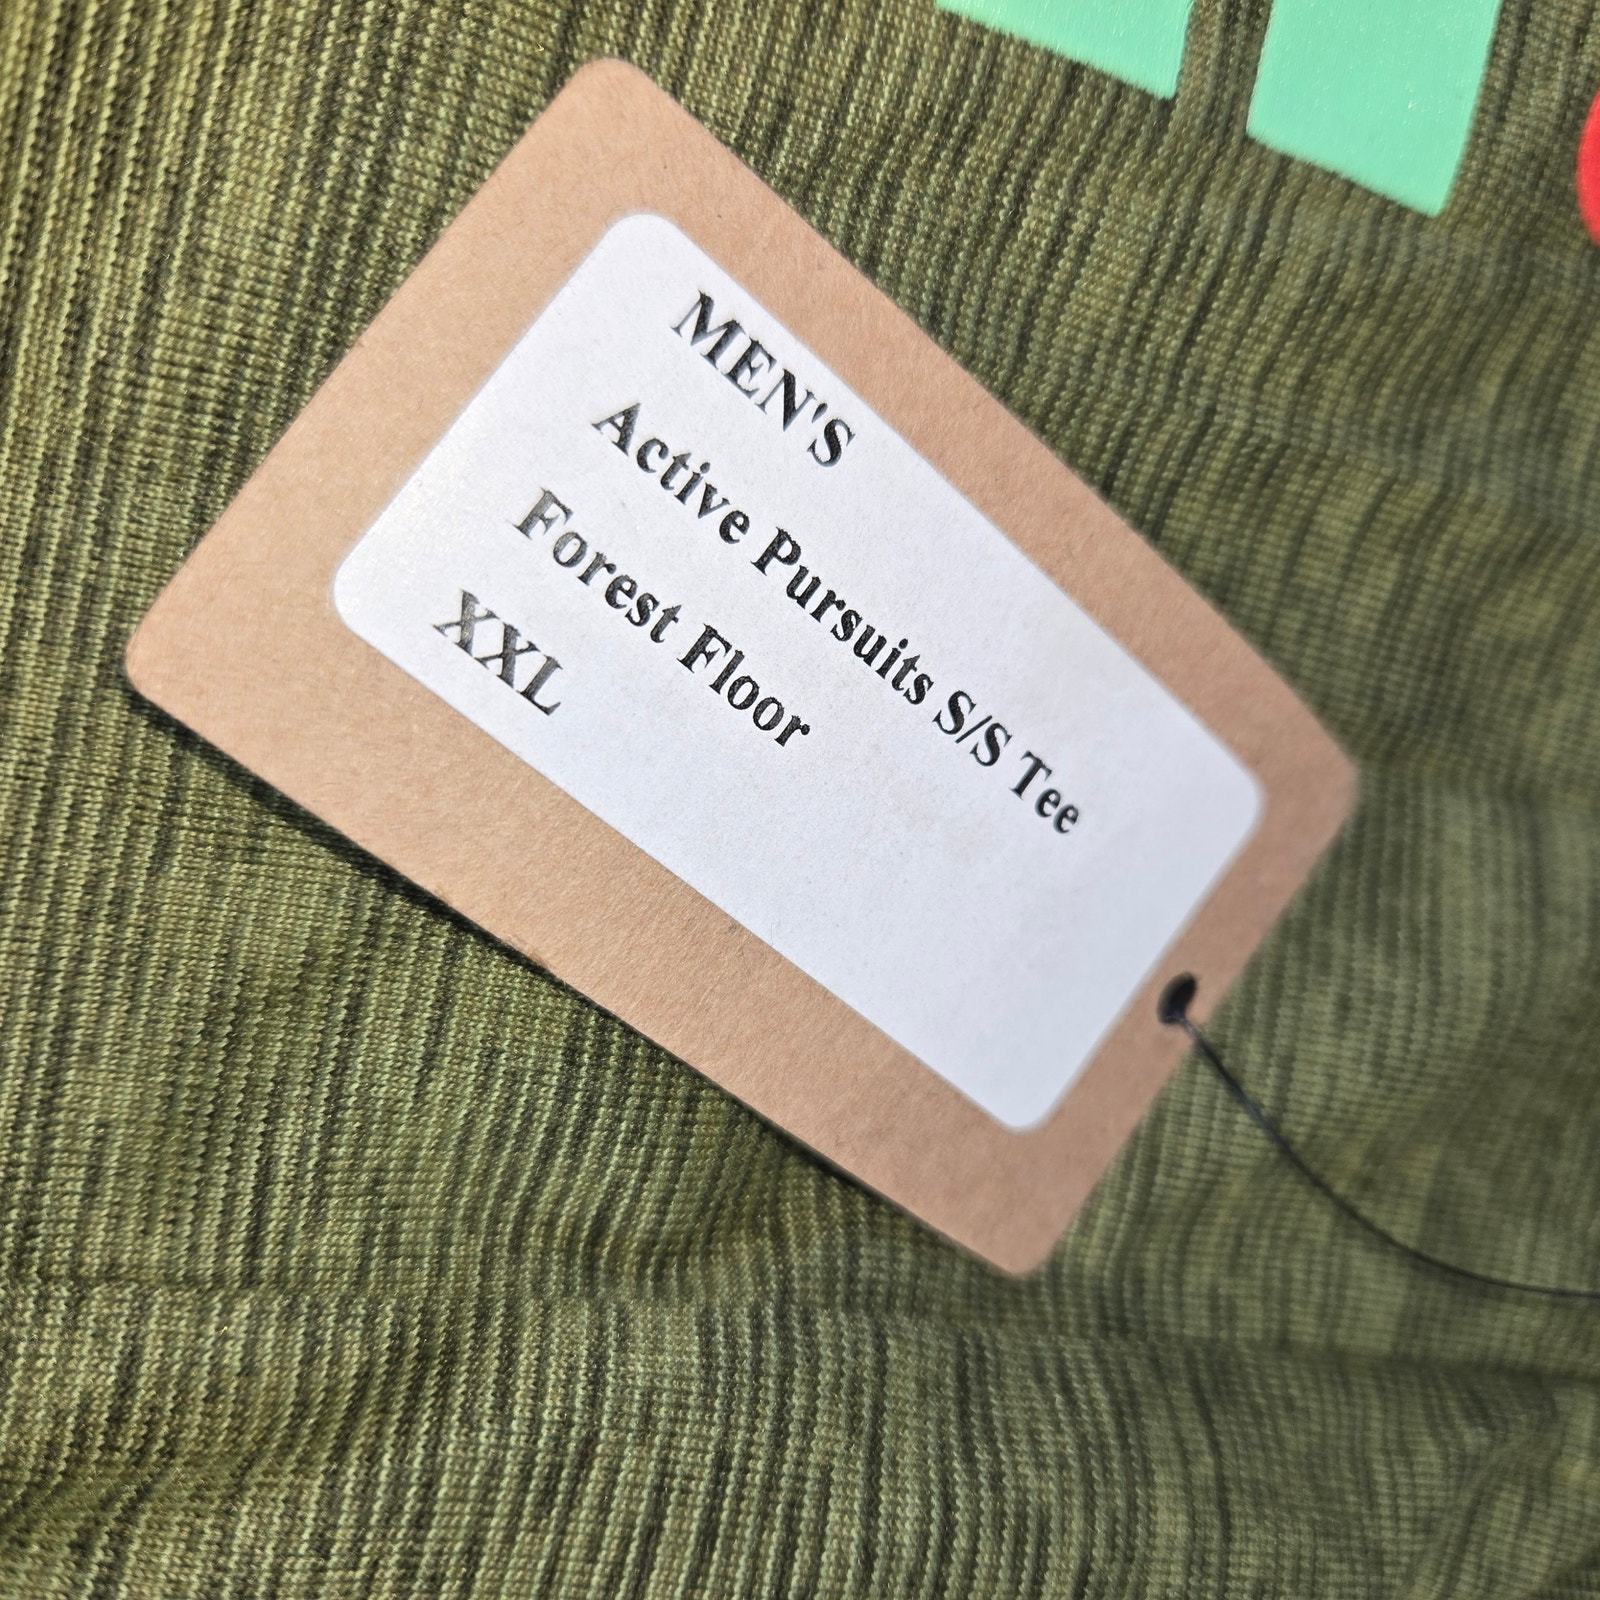 MEN'S
Active Pursuits S/S Tee
Forest Floor
XXL